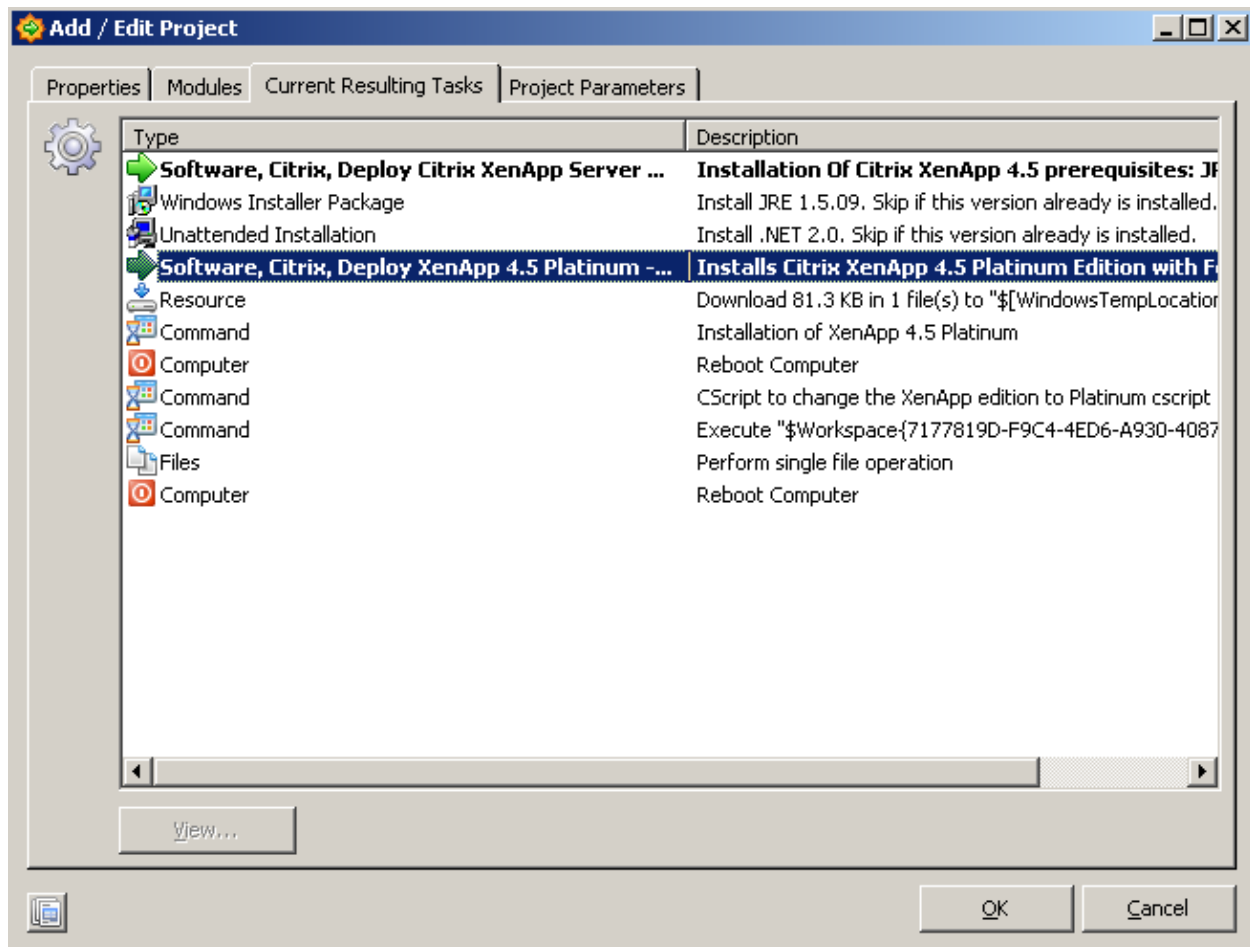 Add / Edit Project
Properties Modules Current Resulting Tasks Project Parameters
Type Description
Software, Citrix, Deploy Citrix XenApp Server ... Installation Of Citrix XenApp 4.5 prerequisites:
Windows Installer Package Install JRE 1.5.09. Skip if this version already is installed.
Unattended Installation Install .NET 2.0. Skip if this version already is installed.
Software, Citrix, Deploy XenApp 4.5 Platinum -... Installs Citrix XenApp 4.5 Platinum Edition with
Resource Download 81.3 KB in 1 file(s) to "$[WindowsTempLocation
Command Installation of XenApp 4.5 Platinum
Computer Reboot Computer
Command CScript to change the XenApp edition to Platinum cscript
Command Execute "$Workspace{7177819D-F9C4-4ED6-A930-4087
Files Perform single file operation
Computer Reboot Computer
View...
OK Cancel